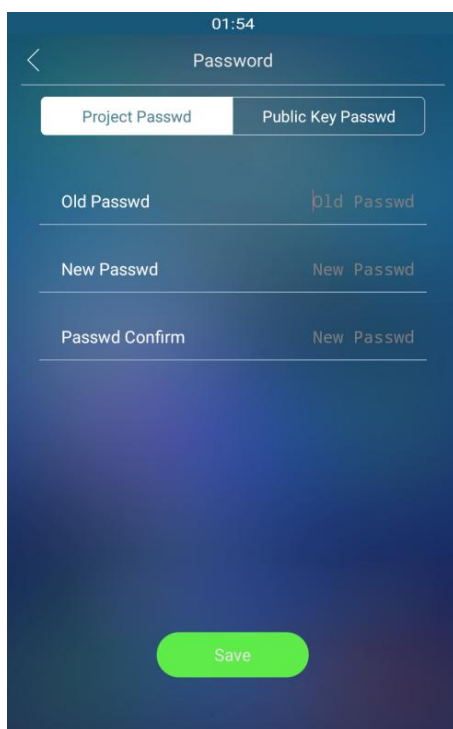 01:54
Password
Project Passwd Public Key Passwd
Old Passwd Old Passwd
New Passwd New Passwd
Passwd Confirm New Passwd
Save